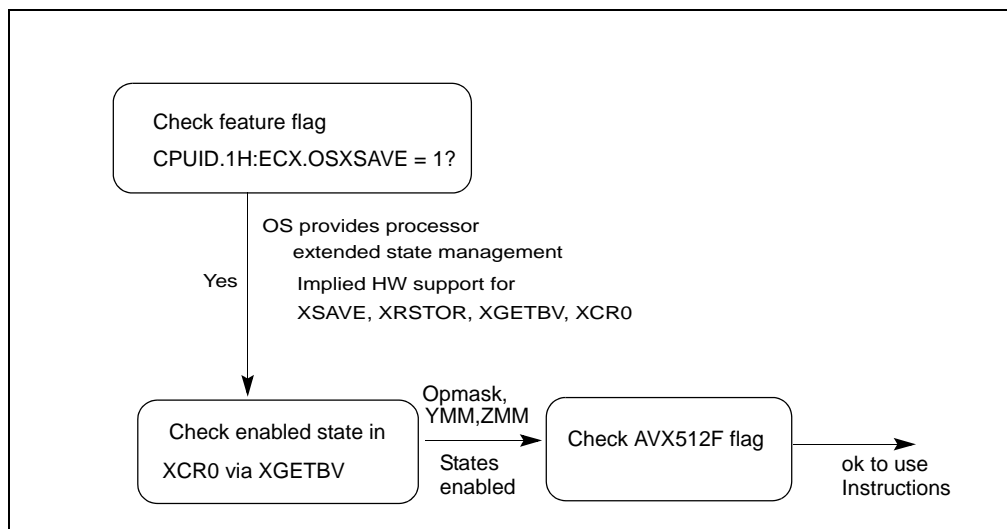 Check feature flag
CPUID.1H:ECX.OSXSAVE = 1?
OS provides processor
extended state management
Yes
Implied HW support for
XSAVE, XRSTOR, XGETBV, XCR0
Check enabled state in
XCR0 via XGETBV
Opmask,
YMM,ZMM
States
enabled
Check AVX512F flag
ok to use
Instructions